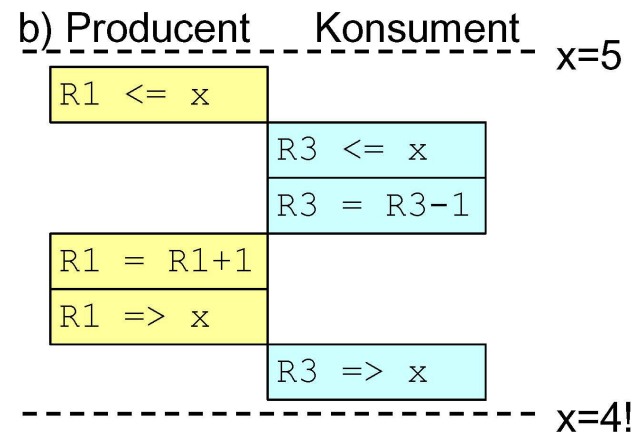 b) Producent Konsument
x=5
R1 <= x
R3 <= x
R3 = R3-1
R1 = R1+1
R1 => x
R3 => x
x=4!